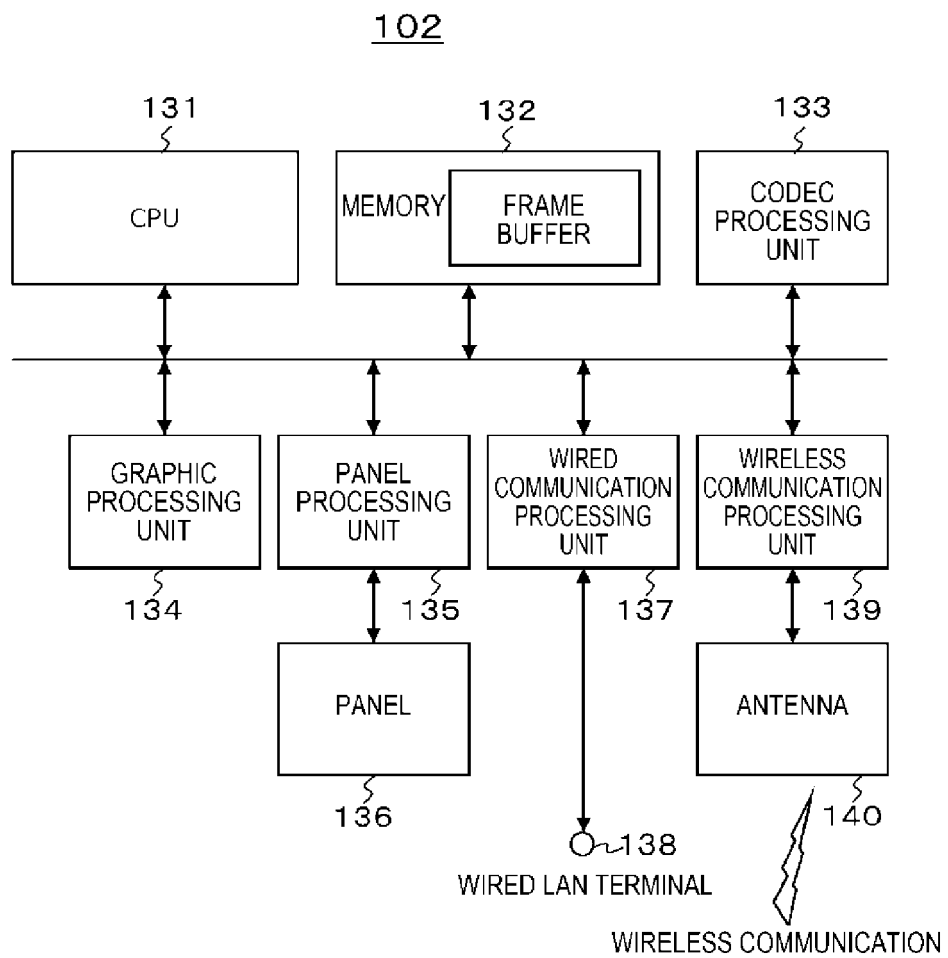 102
131
132
133
CPU
MEMORY
FRAME
BUFFER
CODEC
PROCESSING
UNIT
GRAPHIC
PROCESSING
UNIT
PANEL
PROCESSING
UNIT
WIRED
COMMUNICATION
PROCESSING
UNIT
WIRELESS
COMMUNICATION
PROCESSING
UNIT
134
135
137
139
PANEL
ANTENNA
136
138
140
WIRED LAN TERMINAL
WIRELESS COMMUNICATION